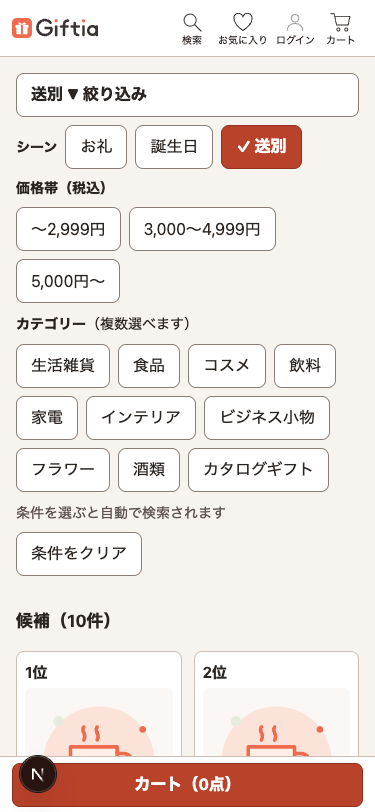 Giftia
検索 お気に入り ログイン カート
送別 ▼ 絞り込み
シーン お礼 誕生日 ✓ 送別
価格帯（税込）
〜2,999円 3,000〜4,999円
5,000円〜
カテゴリー（複数選べます）
生活雑貨 食品 コスメ 飲料
家電 インテリア ビジネス小物
フラワー 酒類 カタログギフト
条件を選ぶと自動で検索されます
条件をクリア
候補（10件）
1位 2位
N
カート（0点）